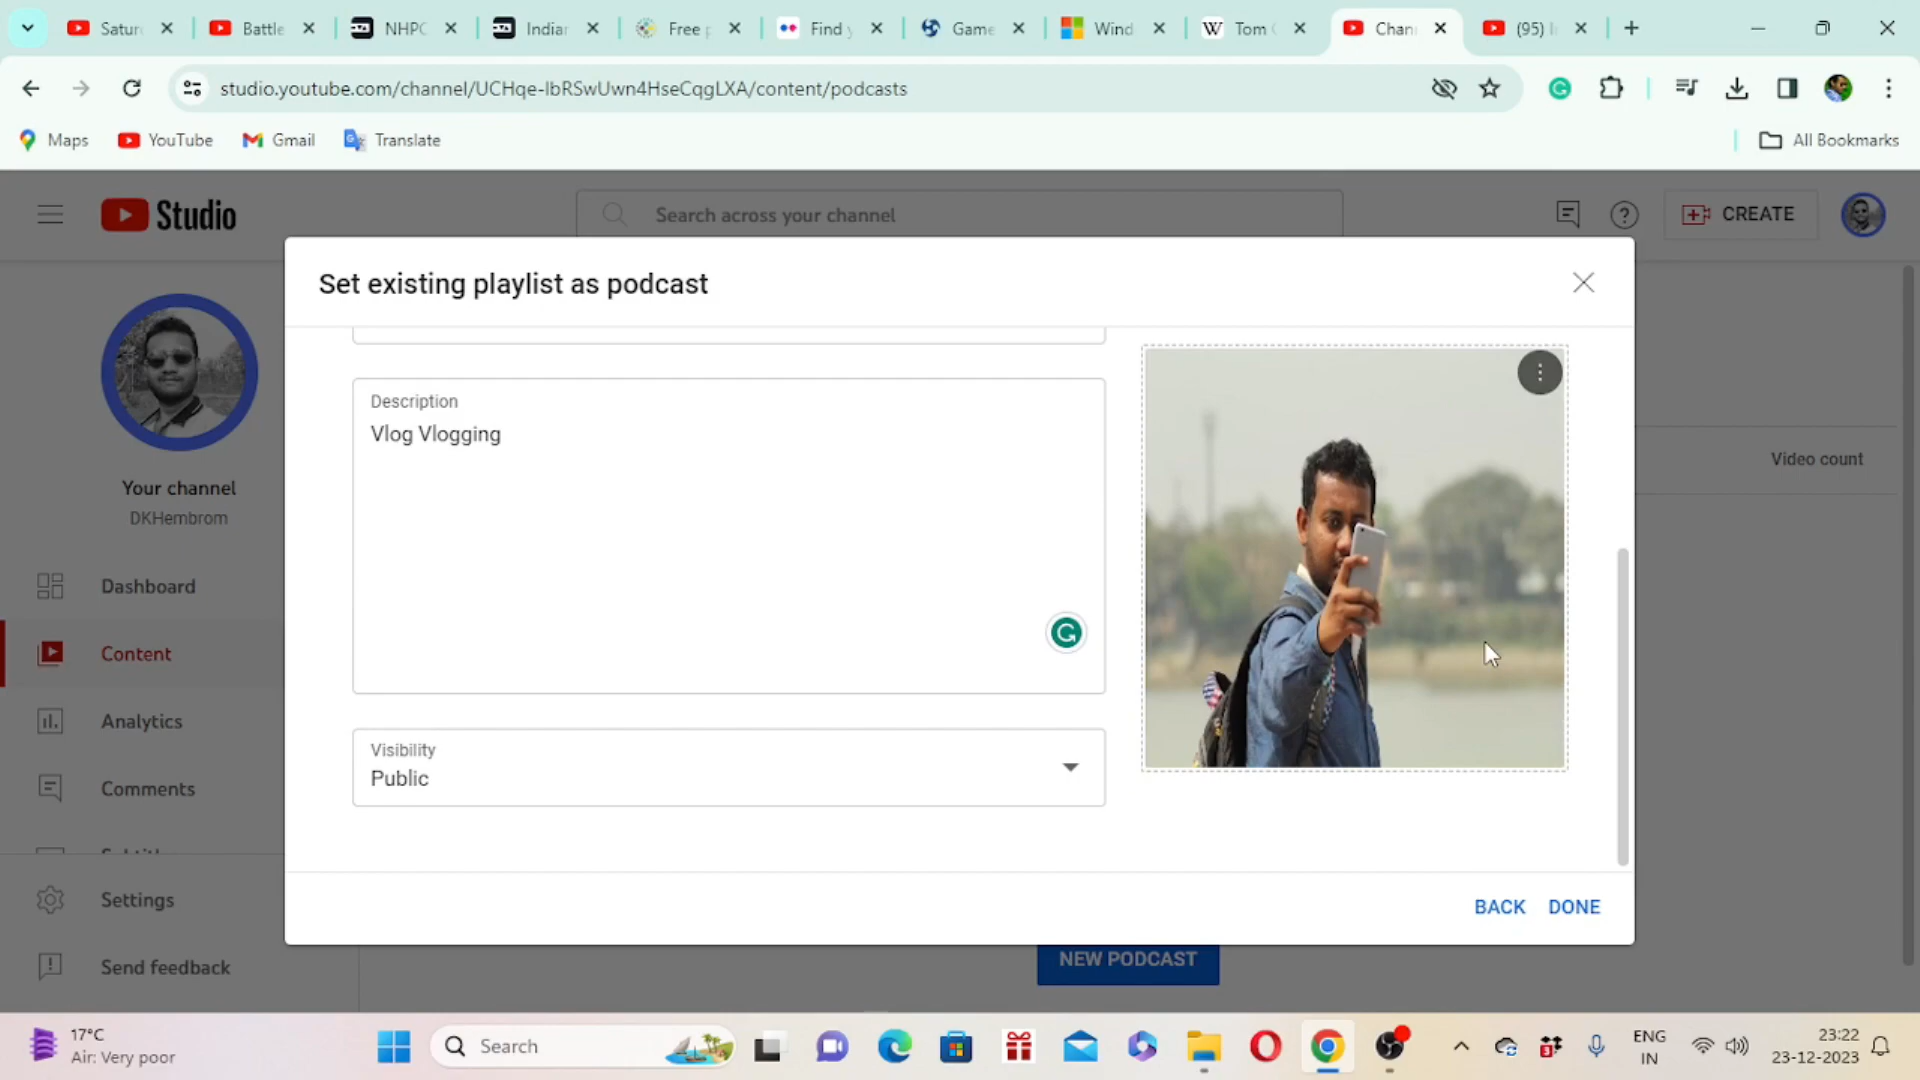 Satur
Battle
NHPC
Indian
Free p
Find y
Game
Wind
Tom
Chan
(95) I
studio.youtube.com/channel/UCHqe-lbRSwUwn4HseCqgLXA/content/podcasts
Maps
YouTube
Gmail
Translate
All Bookmarks
Studio
Search across your channel
CREATE
Set existing playlist as podcast
Your channel
DKHembrom
Description
Vlog Vlogging
Video count
Dashboard
Content
Analytics
Visibility
Public
Comments
Settings
BACK DONE
Send feedback
NEW PODCAST
17°C
Air: Very poor
Search
ENG
IN
23:22
23-12-2023